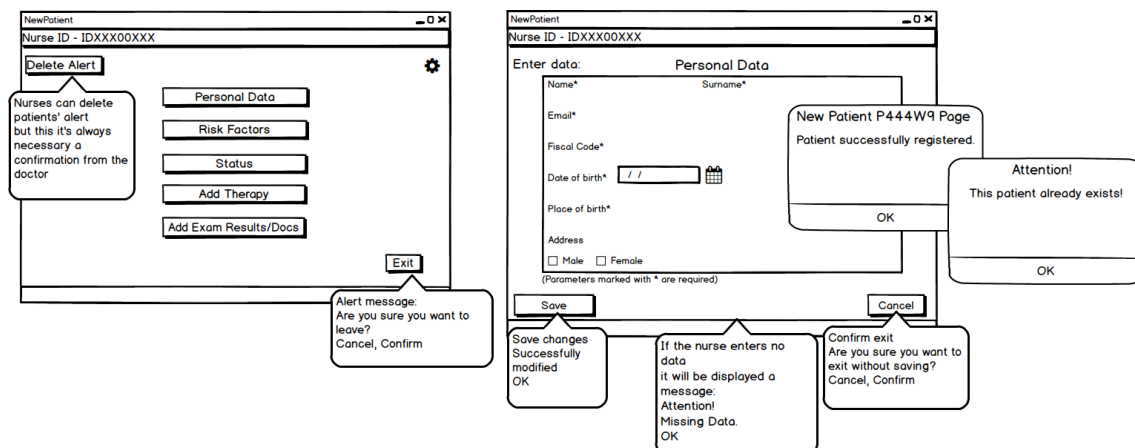 NewPatient
Nurse ID - IDXXX00XXX
Delete Alert
Nurses can delete
patients' alert
but this it's always
necessary a
confirmation from the
doctor
Personal Data
Risk Factors
Status
Add Therapy
Add Exam Results/Docs
Exit
Alert message:
Are you sure you want to
leave?
Cancel, Confirm
NewPatient
Nurse ID - IDXXX00XXX
Enter data:
Personal Data
Name*
Surname*
Email*
Fiscal Code*
Date of birth*
/ /
Place of birth*
Address
Male
Female
(Parameters marked with * are required)
Save
Cancel
Save changes
Successfully
modified
OK
If the nurse enters no
data
it will be displayed a
message:
Attention!
Missing Data.
OK
Confirm exit
Are you sure you want to
exit without saving?
Cancel, Confirm
New Patient P444W9 Page
Patient successfully registered.
OK
Attention!
This patient already exists!
OK